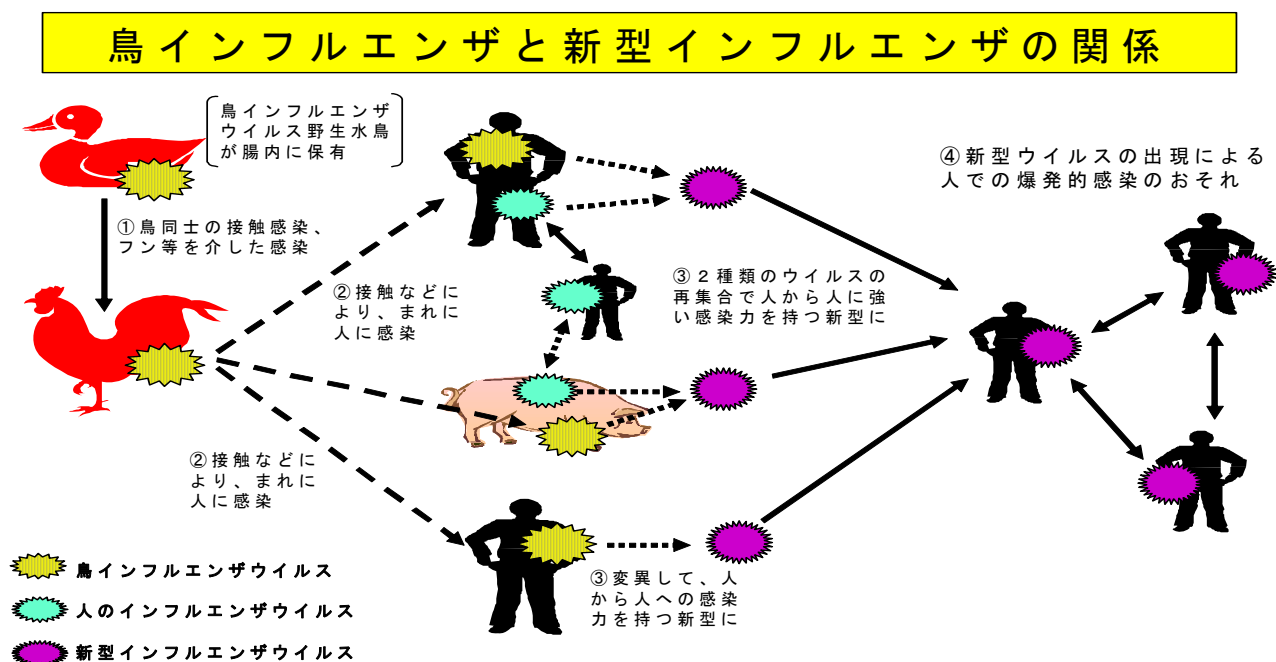 鳥インフルエンザと新型インフルエンザの関係
鳥インフルエンザ
ウイルス野生水鳥
が腸内に保有
①鳥同士の接触感染、
フン等を介した感染
②接触などに
より、まれに
人に感染
③２種類のウイルスの
再集合で人から人に強
い感染力を持つ新型に
④新型ウイルスの出現による
人での爆発的感染のおそれ
②接触などに
より、まれに
人に感染
③変異して、人
から人への感染
力を持つ新型に
鳥インフルエンザウイルス
人のインフルエンザウイルス
新型インフルエンザウイルス